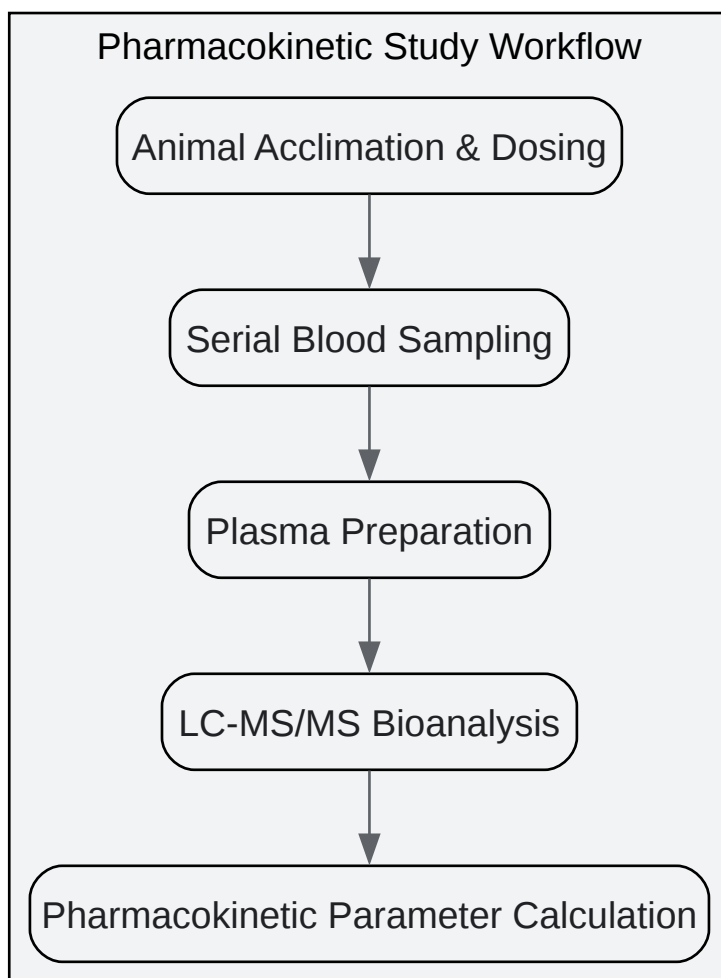 Pharmacokinetic Study Workflow
Animal Acclimation & Dosing
Serial Blood Sampling
Plasma Preparation
LC-MS/MS Bioanalysis
Pharmacokinetic Parameter Calculation